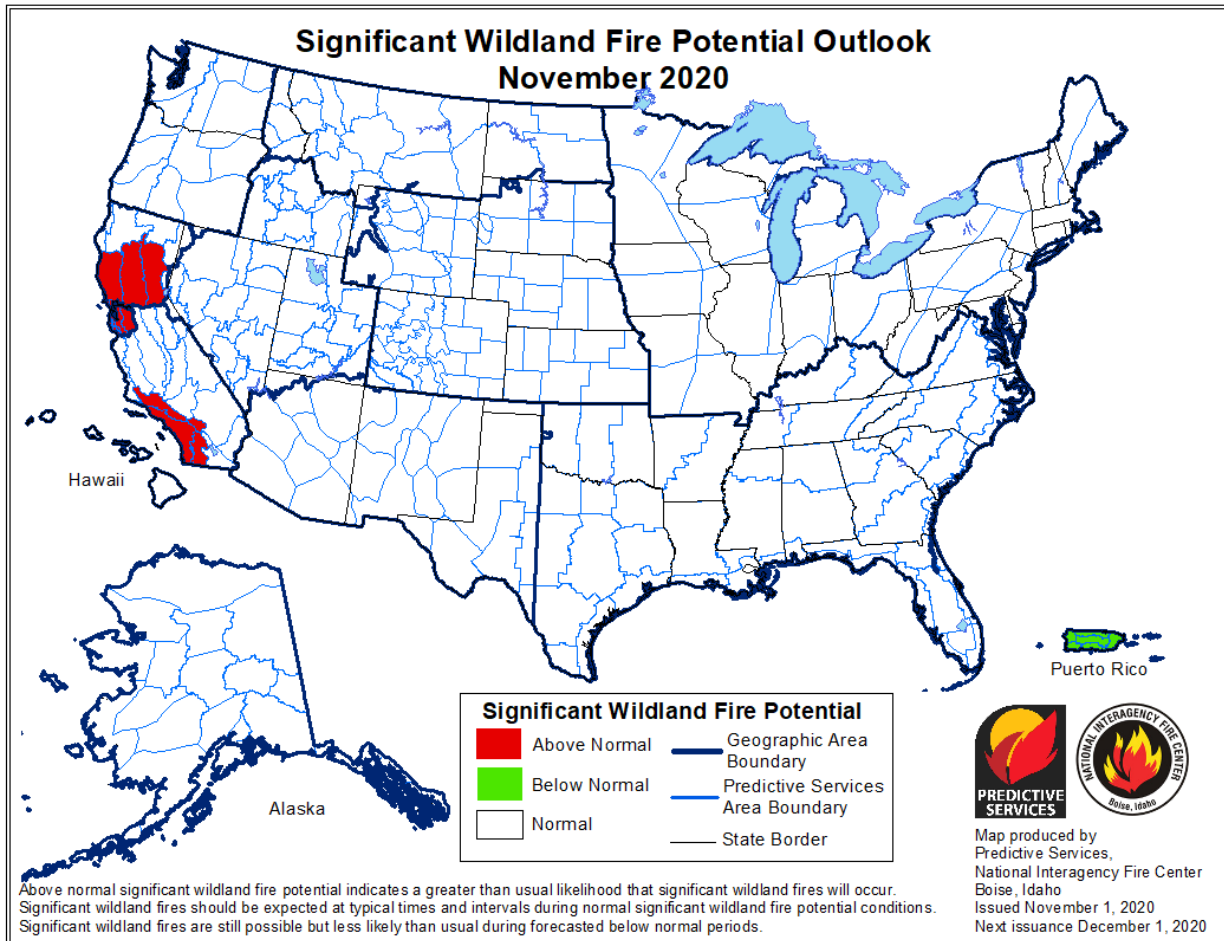 Significant Wildland Fire Potential Outlook
November 2020
Hawaii
Alaska
Puerto Rico
Significant Wildland Fire Potential
Above Normal
Below Normal
Normal
Geographic Area
Boundary
Predictive Services
Area Boundary
State Border
PREDICTIVE
SERVICES
NATIONAL INTERAGENCY FIRE CENTER
Boise, Idaho
Map produced by
Predictive Services,
National Interagency Fire Center
Boise, Idaho
Issued November 1, 2020
Next issuance December 1, 2020
Above normal significant wildland fire potential indicates a greater than usual likelihood that significant wildland fires will occur.
Significant wildland fires should be expected at typical times and intervals during normal significant wildland fire potential conditions.
Significant wildland fires are still possible but less likely than usual during forecasted below normal periods.